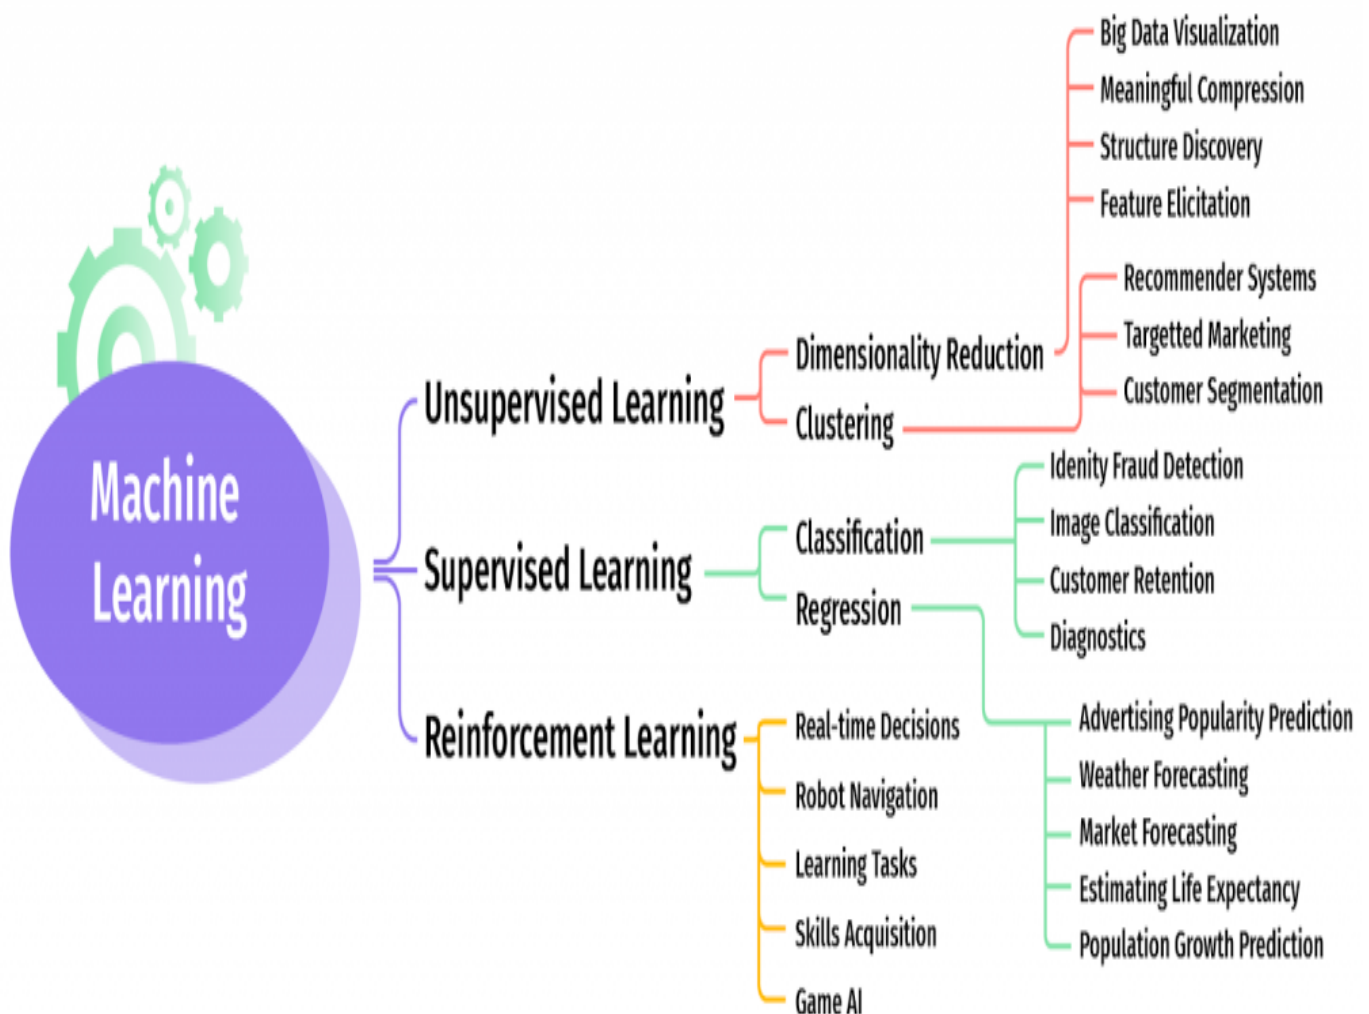 Machine
Learning
Unsupervised Learning
Dimensionality Reduction
Big Data Visualization
Meaningful Compression
Structure Discovery
Feature Elicitation
Clustering
Recommender Systems
Targetted Marketing
Customer Segmentation
Supervised Learning
Classification
Idenity Fraud Detection
Image Classification
Customer Retention
Diagnostics
Regression
Advertising Popularity Prediction
Weather Forecasting
Market Forecasting
Estimating Life Expectancy
Population Growth Prediction
Reinforcement Learning
Real-time Decisions
Robot Navigation
Learning Tasks
Skills Acquisition
Game AI